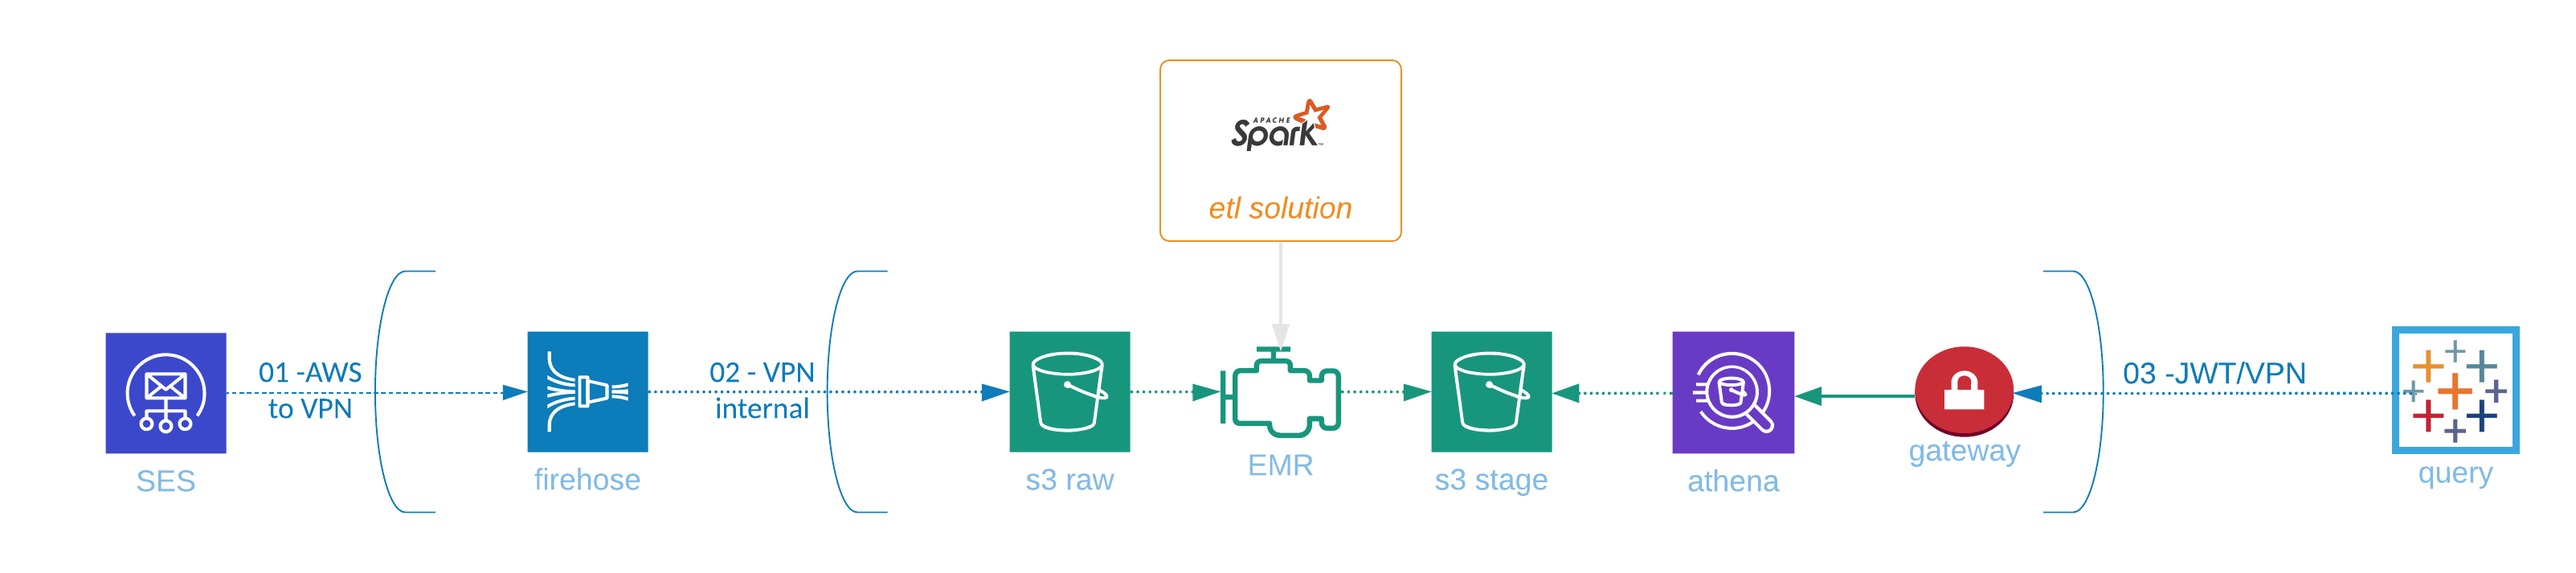 APACHE
Spark
etl solution
01 -AWS
to VPN
02 - VPN
internal
03 -JWT/VPN
SES
firehose
s3 raw
EMR
s3 stage
athena
gateway
query